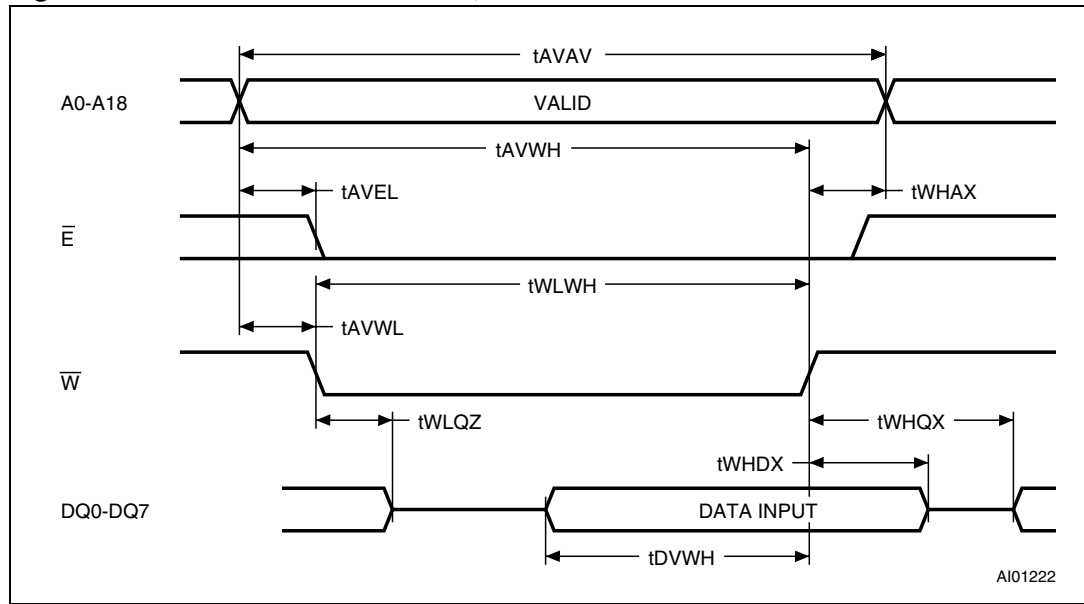 tAVAV
A0-A18 VALID
tAVWH
tAVEL tWHAX
E̅
tWLWH
tAVWL
W̅
tWLQZ tWHQX
tWHDX
DQ0-DQ7 DATA INPUT
tDVWH
AI01222